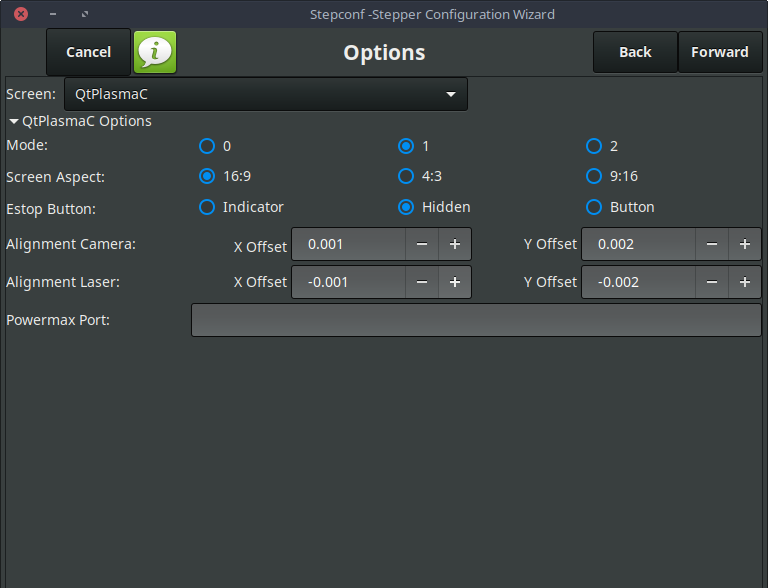 Stepconf -Stepper Configuration Wizard
Cancel i Options Back Forward
Screen: QtPlasmaC
QtPlasmaC Options
Mode: 0 1 2
Screen Aspect: 16:9 4:3 9:16
Estop Button: Indicator Hidden Button
Alignment Camera: X Offset 0.001 − + Y Offset 0.002 − +
Alignment Laser: X Offset -0.001 − + Y Offset -0.002 − +
Powermax Port: